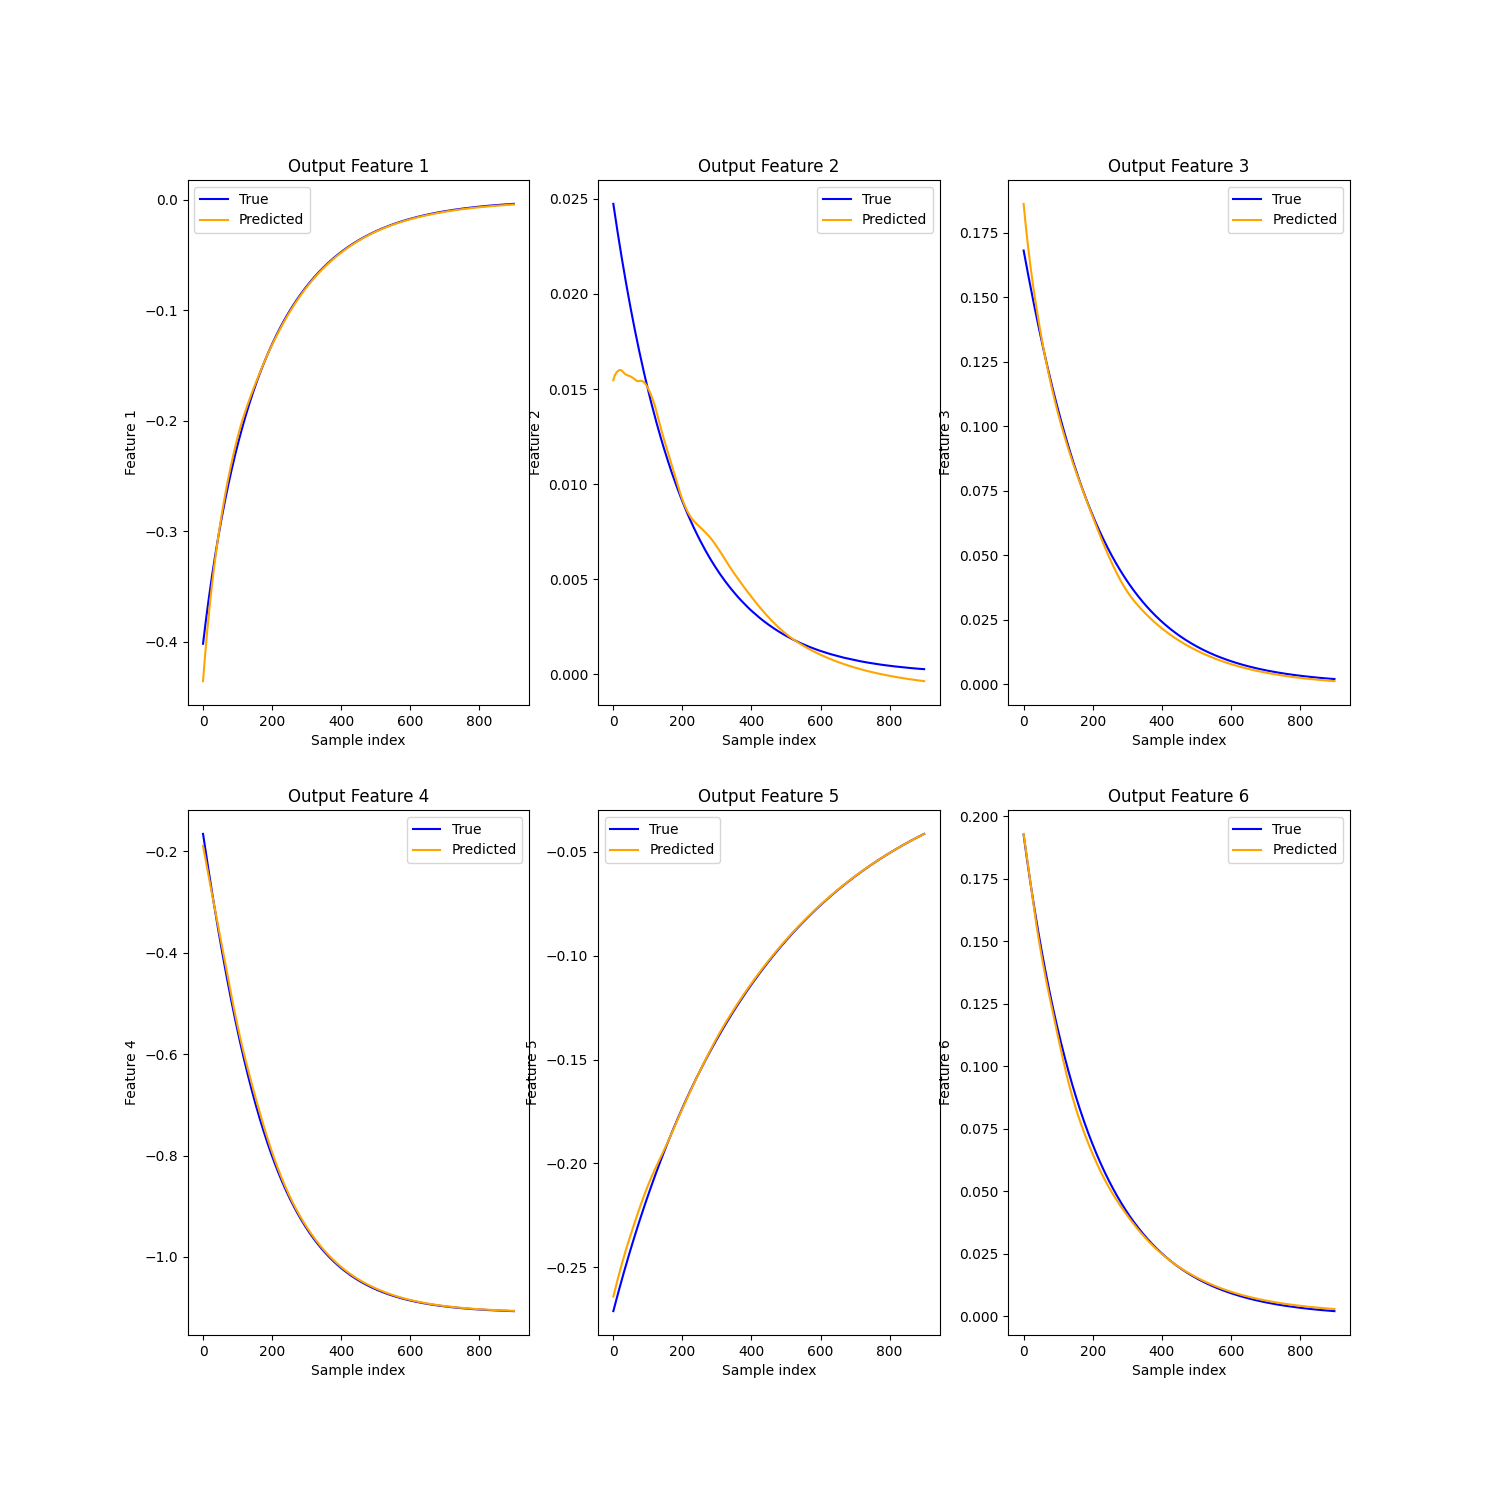 Output Feature 1
True
Predicted
0.0
−0.1
−0.2
−0.3
−0.4
Feature 1
0 200 400 600 800
Sample index
Output Feature 2
True
Predicted
0.025
0.020
0.015
0.010
0.005
0.000
Feature 2
0 200 400 600 800
Sample index
Output Feature 3
True
Predicted
0.175
0.150
0.125
0.100
0.075
0.050
0.025
0.000
Feature 3
0 200 400 600 800
Sample index
Output Feature 4
True
Predicted
−0.2
−0.4
−0.6
−0.8
−1.0
Feature 4
0 200 400 600 800
Sample index
Output Feature 5
True
Predicted
−0.05
−0.10
−0.15
−0.20
−0.25
Feature 5
0 200 400 600 800
Sample index
Output Feature 6
True
Predicted
0.200
0.175
0.150
0.125
0.100
0.075
0.050
0.025
0.000
Feature 6
0 200 400 600 800
Sample index